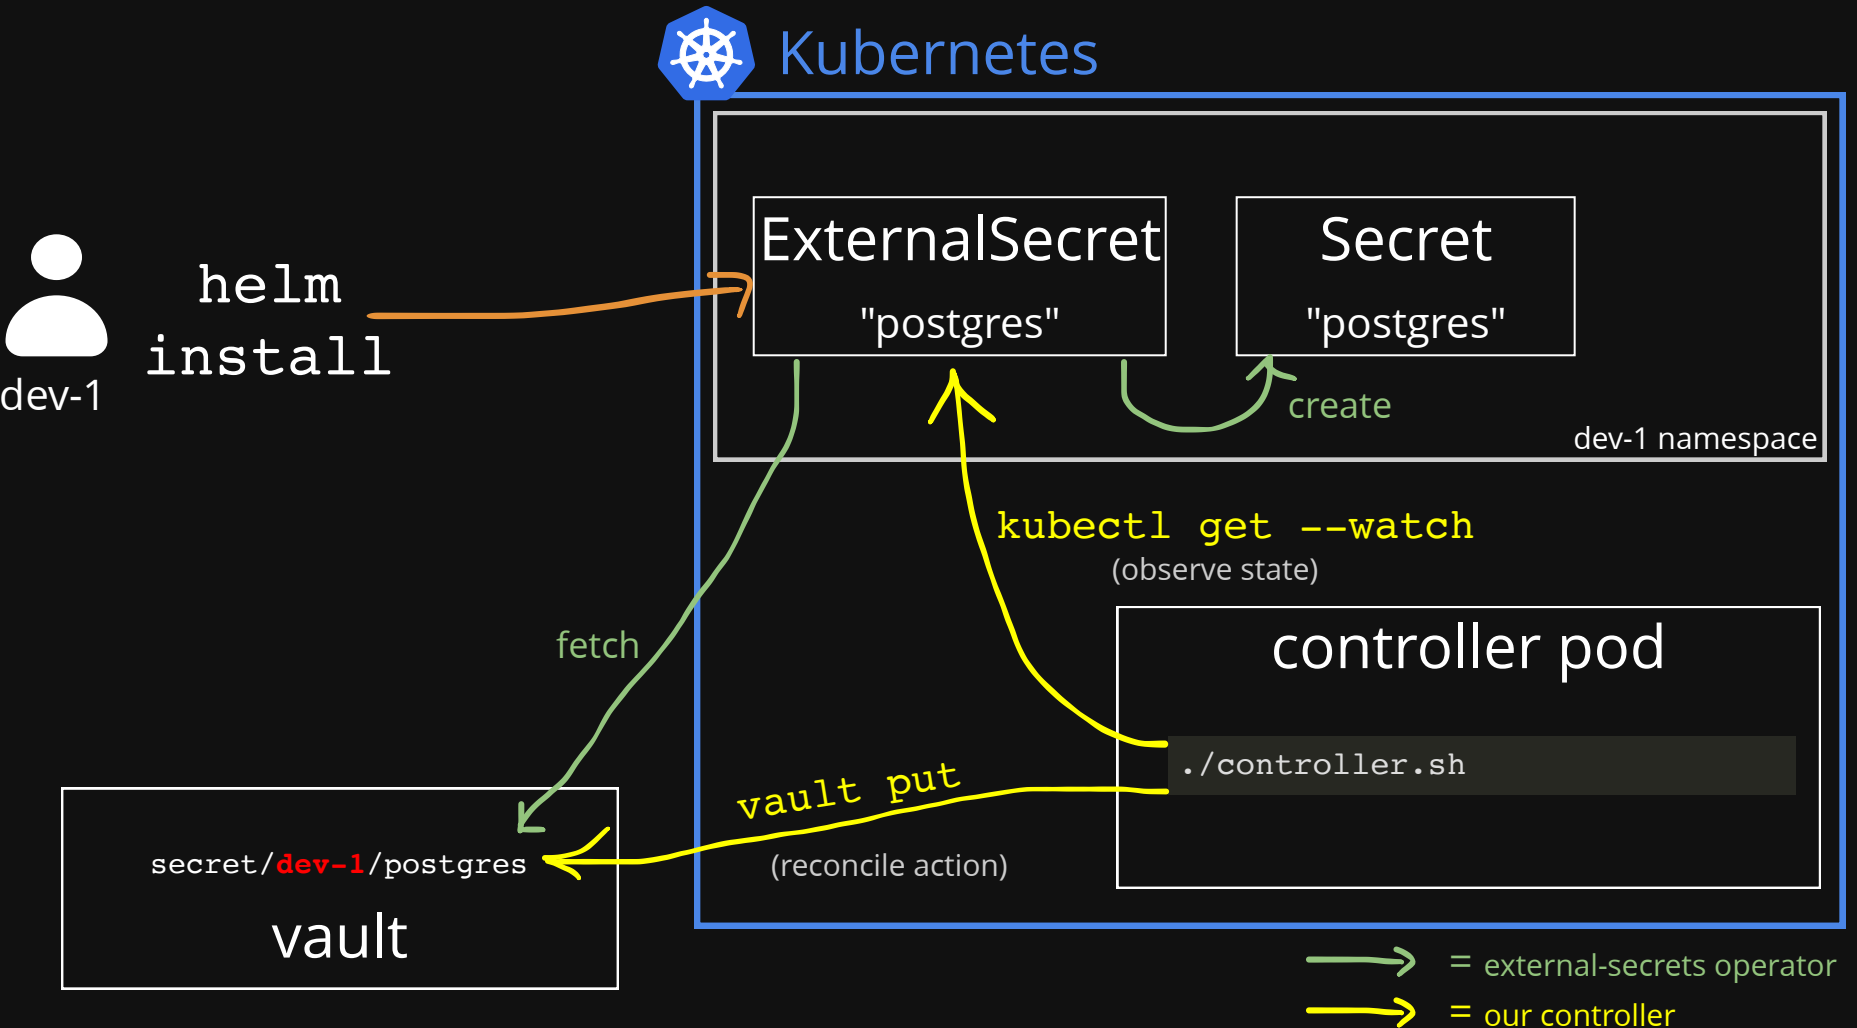 Kubernetes
ExternalSecret
"postgres"
Secret
"postgres"
helm
install
dev-1
create
dev-1 namespace
kubectl get --watch
(observe state)
fetch
controller pod
./controller.sh
vault put
(reconcile action)
secret/dev-1/postgres
vault
= external-secrets operator
= our controller